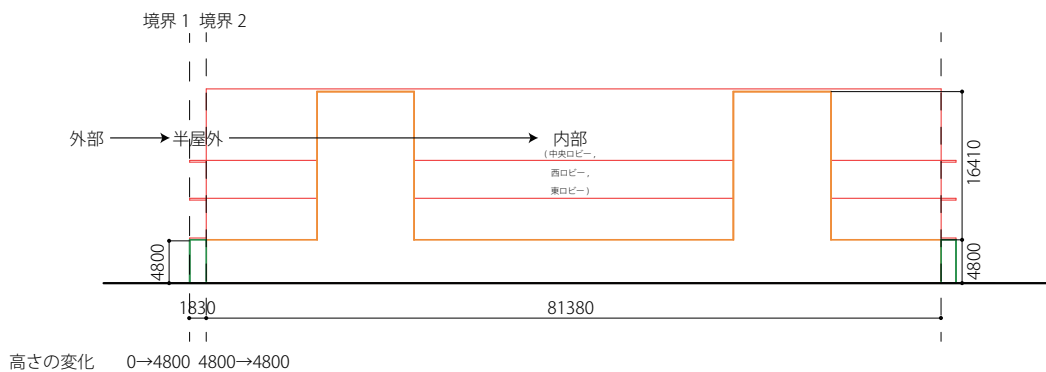 境界 1 境界 2
外部
半屋外
内部
( 中央ロビー ,
西ロビー ,
東ロビー )
16410
4800
4800
1830
81380
高さの変化 0→4800 4800→4800